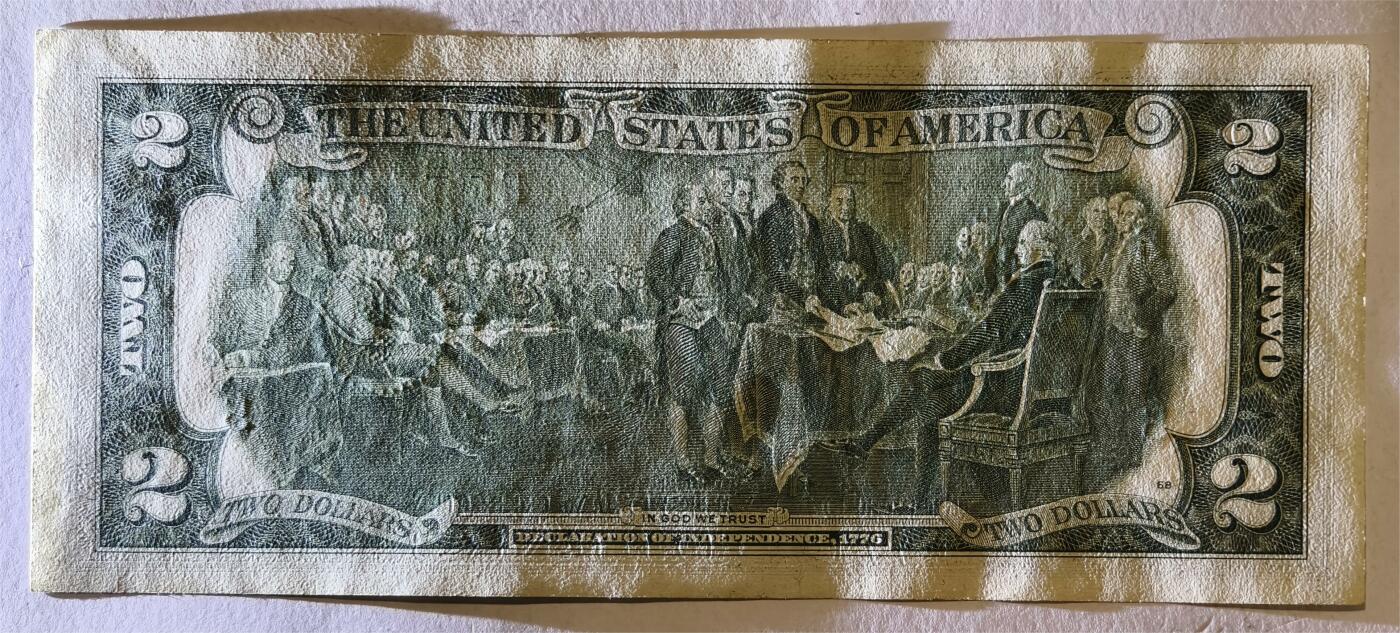 THE UNITED STATES OF AMERICA
2 2
TWO TWO
2 2
68
TWO DOLLARS IN GOD WE TRUST TWO DOLLARS
DECLARATION OF INDEPENDENCE, 1776